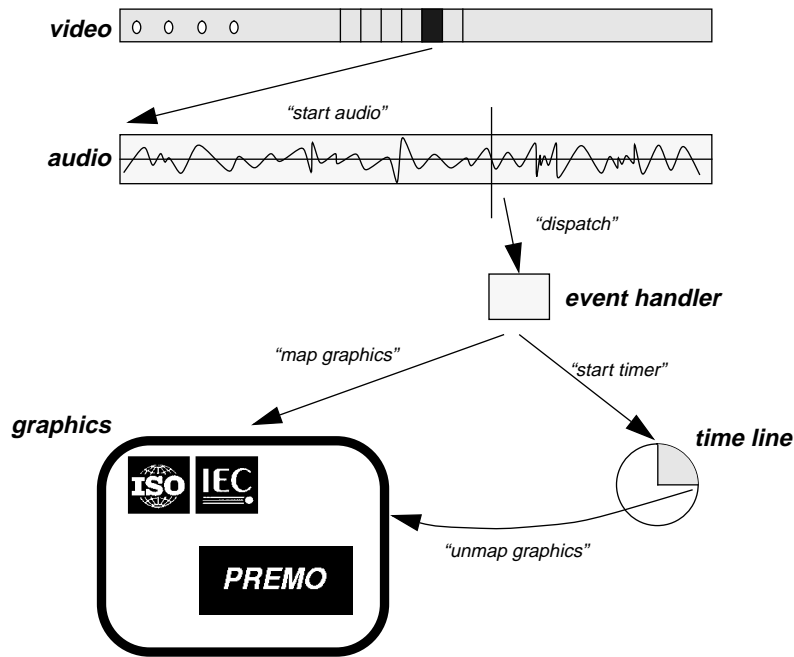 video
“start audio”
audio
“dispatch”
event handler
“map graphics”
“start timer”
graphics
time line
ISO
IEC
“unmap graphics”
PREMO